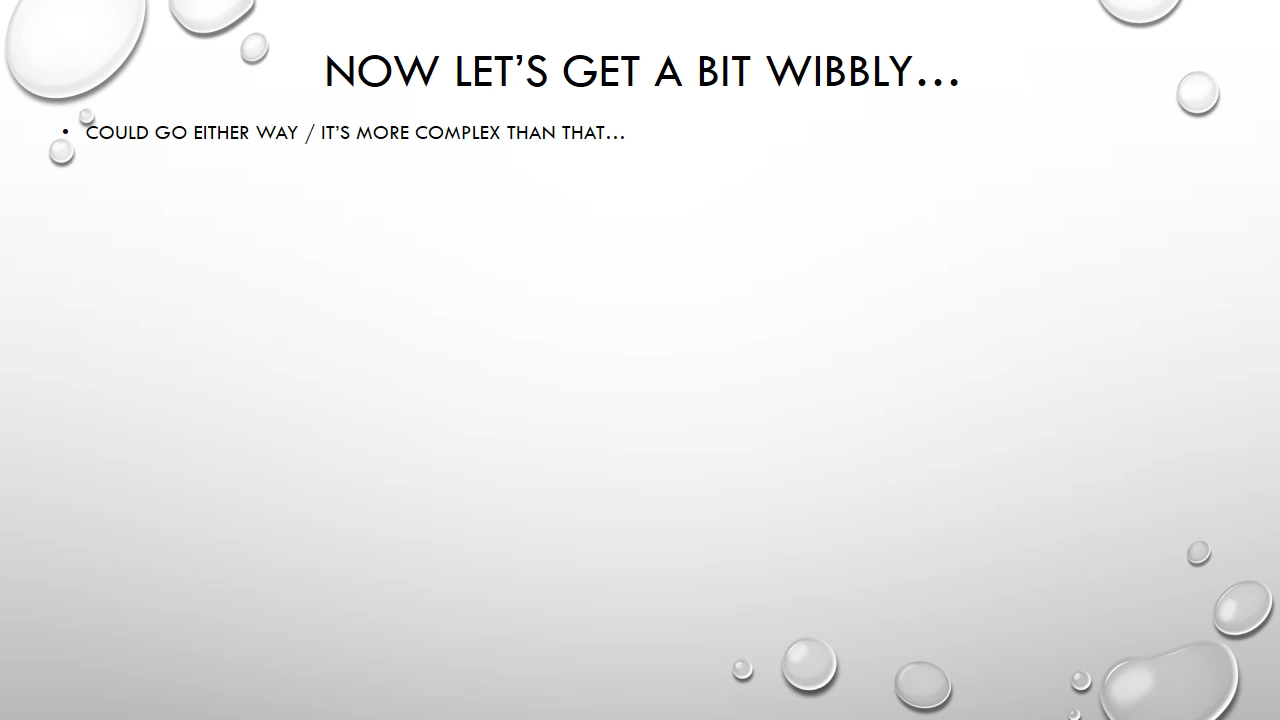 NOW LET’S GET A BIT WIBBLY…
• COULD GO EITHER WAY / IT’S MORE COMPLEX THAN THAT…